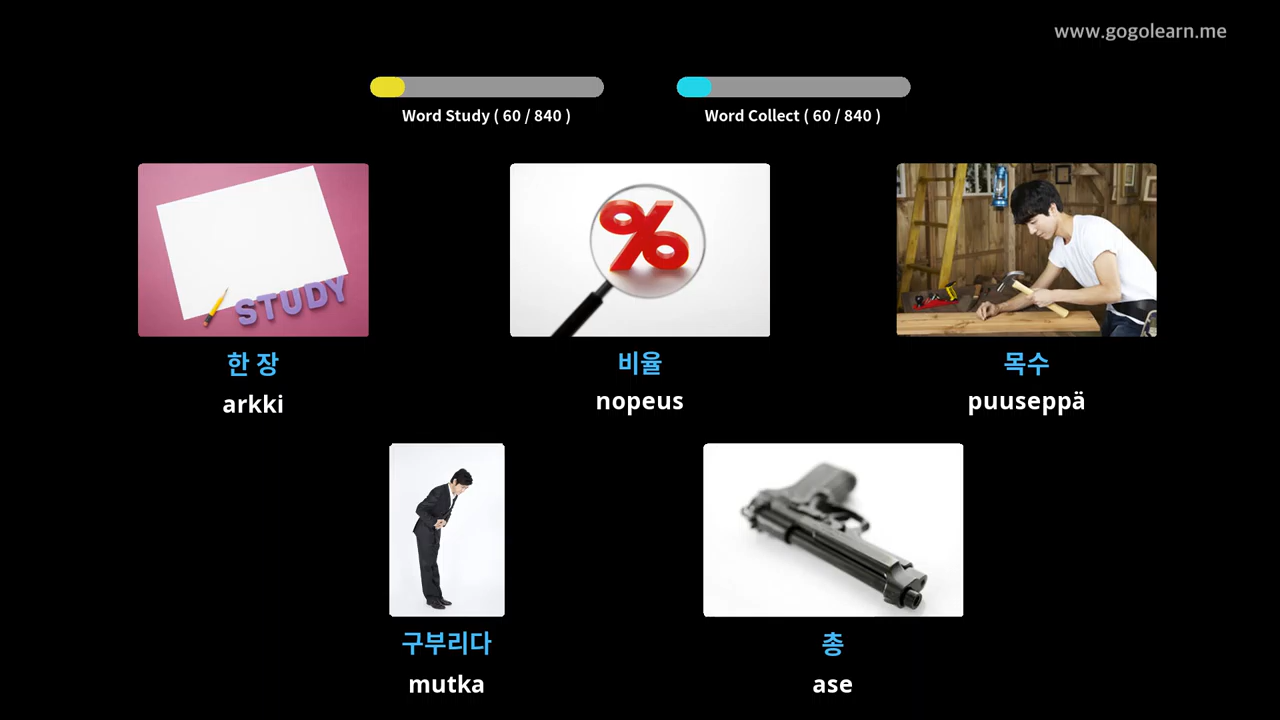 www.gogolearn.me
Word Study ( 60 / 840 )
Word Collect ( 60 / 840 )
STUDY
%
한 장
arkki
비율
nopeus
목수
puuseppä
구부리다
mutka
총
ase